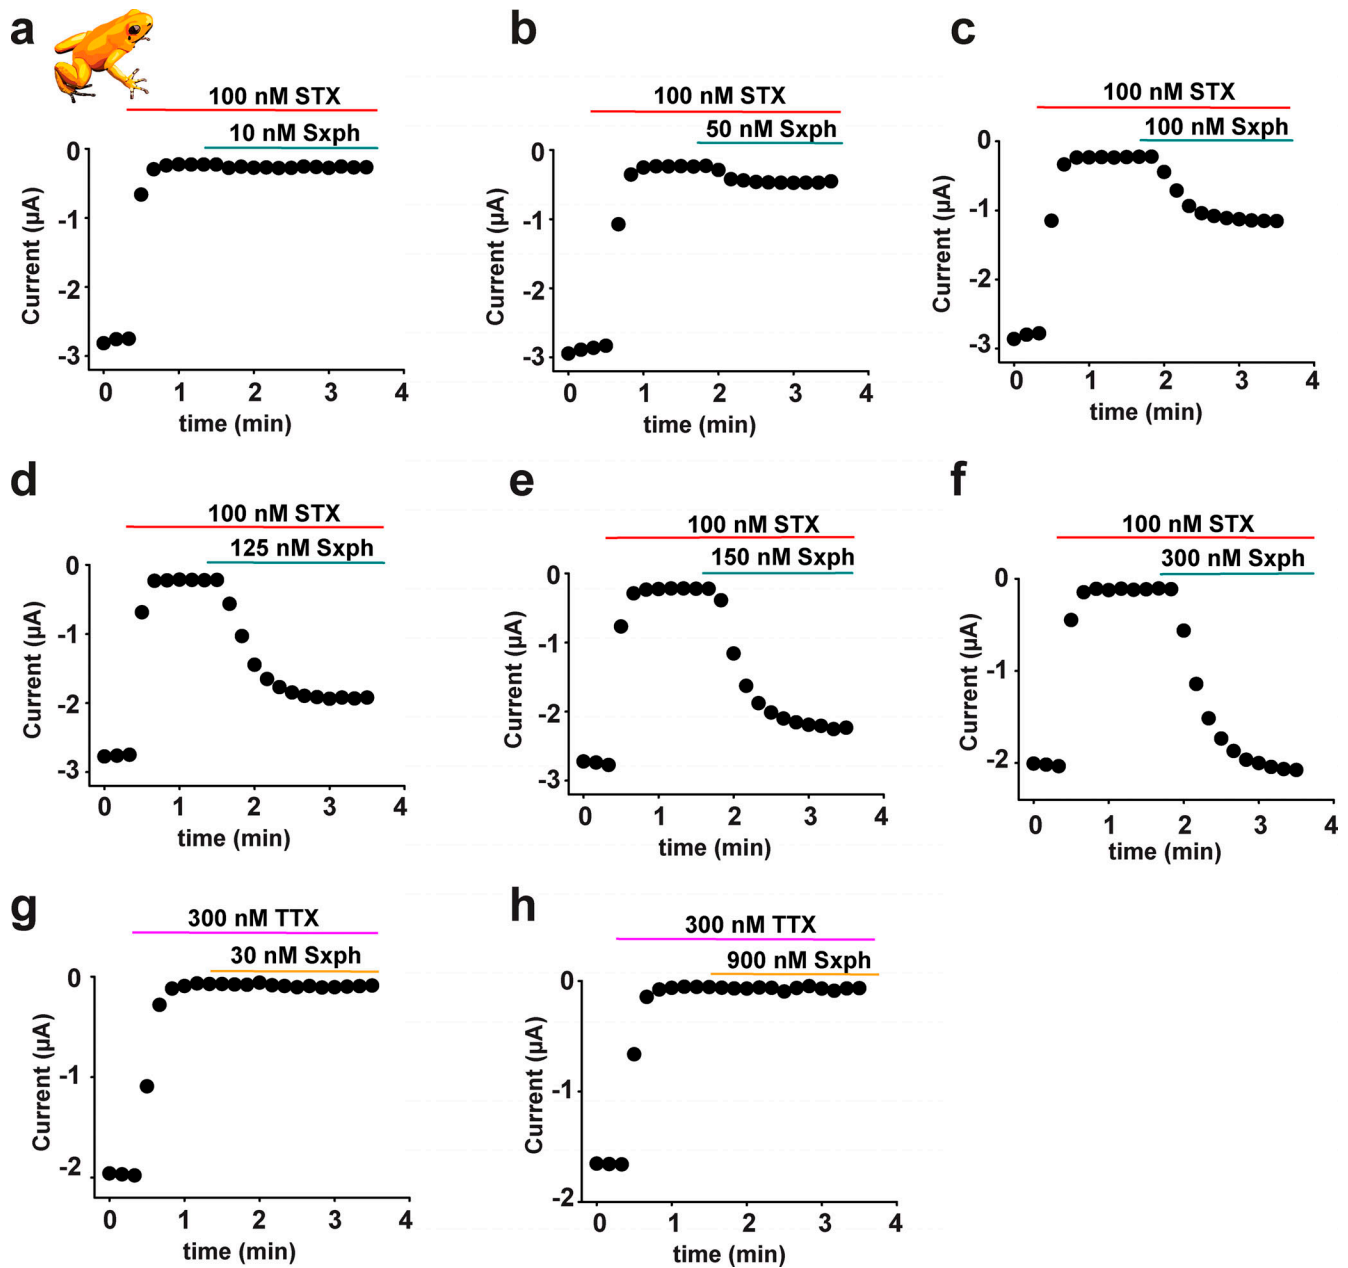 a
100 nM STX
10 nM Sxph
0
-1
-2
-3
Current (µA)
0 1 2 3 4
time (min)
b
100 nM STX
50 nM Sxph
0
-1
-2
-3
Current (µA)
0 1 2 3 4
time (min)
c
100 nM STX
100 nM Sxph
0
-1
-2
-3
Current (µA)
0 1 2 3 4
time (min)
d
100 nM STX
125 nM Sxph
0
-1
-2
-3
Current (µA)
0 1 2 3 4
time (min)
e
100 nM STX
150 nM Sxph
0
-1
-2
-3
Current (µA)
0 1 2 3 4
time (min)
f
100 nM STX
300 nM Sxph
0
-1
-2
Current (µA)
0 1 2 3 4
time (min)
g
300 nM TTX
30 nM Sxph
0
-1
-2
Current (µA)
0 1 2 3 4
time (min)
h
300 nM TTX
900 nM Sxph
0
-1
-2
Current (µA)
0 1 2 3 4
time (min)